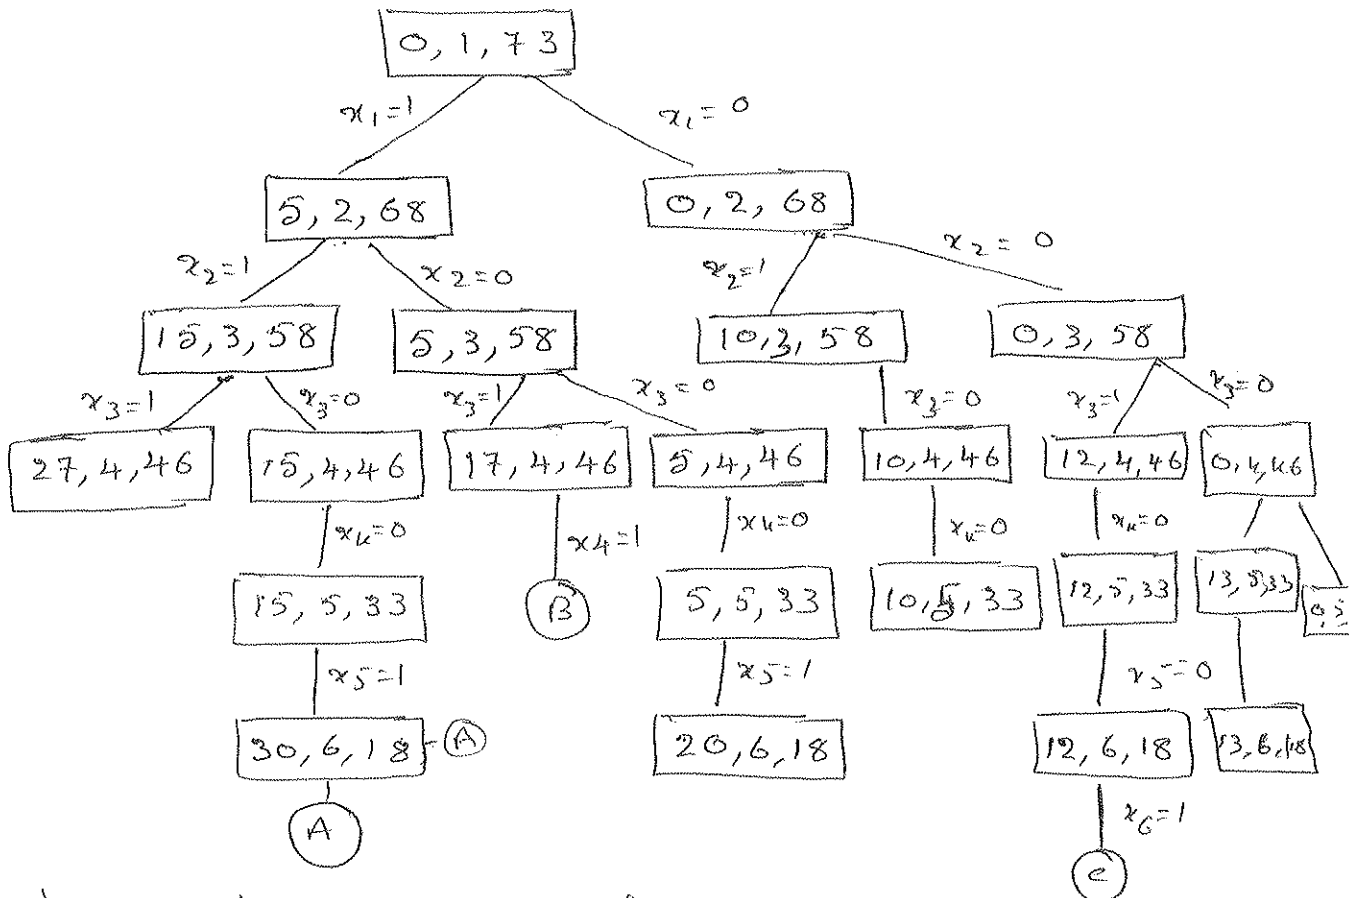 0, 1, 73
x1=1 x1=0
5, 2, 68 0, 2, 68
x2=1 x2=0 x2=1 x2=0
15, 3, 58 5, 3, 58 10, 3, 58 0, 3, 58
x3=1 x3=0 x3=1 x3=0 x3=0 x3=1 x3=0
27, 4, 46 15, 4, 46 17, 4, 46 5, 4, 46 10, 4, 46 12, 4, 46 0, 4, 46
x4=0 x4=1 x4=0 x4=0 x4=0
15, 5, 33 B 5, 5, 33 10, 5, 33 12, 5, 33 13, 5, 33 0, 5,
x5=1 x5=1 x5=0
30, 6, 18 A 20, 6, 18 12, 6, 18 13, 6, 18
A x6=1
C